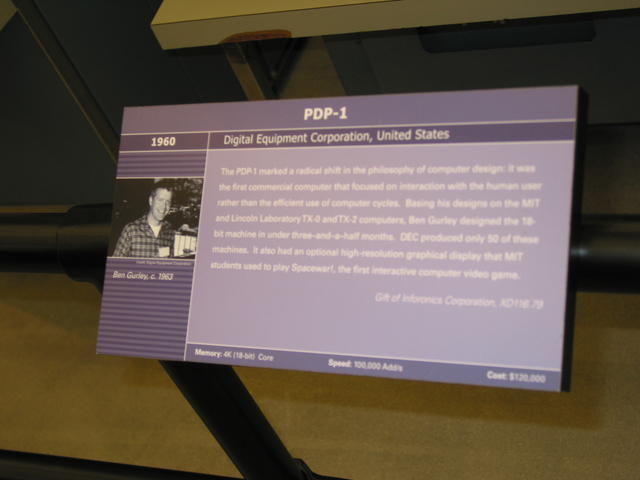 PDP-1
1960
Digital Equipment Corporation, United States
The PDP-1 marked a radical shift in the philosophy of computer design: it was
the first commercial computer that focused on interaction with the human user
rather than the efficient use of computer cycles. Basing his designs on the MIT
and Lincoln Laboratory TX-0 and TX-2 computers, Ben Gurley designed the 18-
bit machine in under three-and-a-half months. DEC produced only 50 of these
machines. It also had an optional high-resolution graphical display that MIT
students used to play Spacewar!, the first interactive computer video game.
Gift of Inforonics Corporation, XD116.79
Digital Equipment Corporation
Ben Gurley, c. 1963
Memory: 4K (18-bit) Core
Speed: 100,000 Add/s
Cost: $120,000